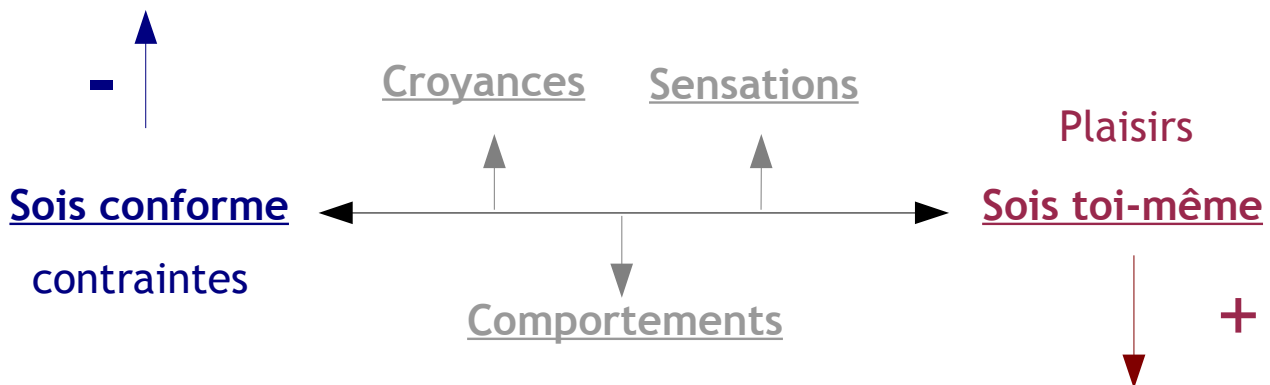 -
Croyances
Sensations
Plaisirs
Sois conforme
Sois toi-même
contraintes
Comportements
+